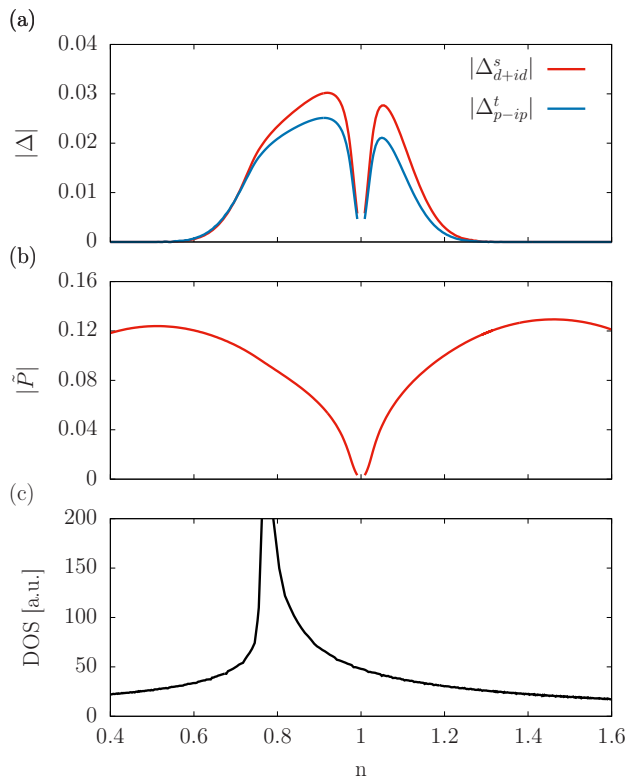 (a)
0.04
0.03
0.02
0.01
0
|Δ|
|Δ^s_{d+id}|
|Δ^t_{p−ip}|
(b)
0.16
0.12
0.08
0.04
0
|P̃|
(c)
200
150
100
50
0
DOS [a.u.]
0.4 0.6 0.8 1 1.2 1.4 1.6
n